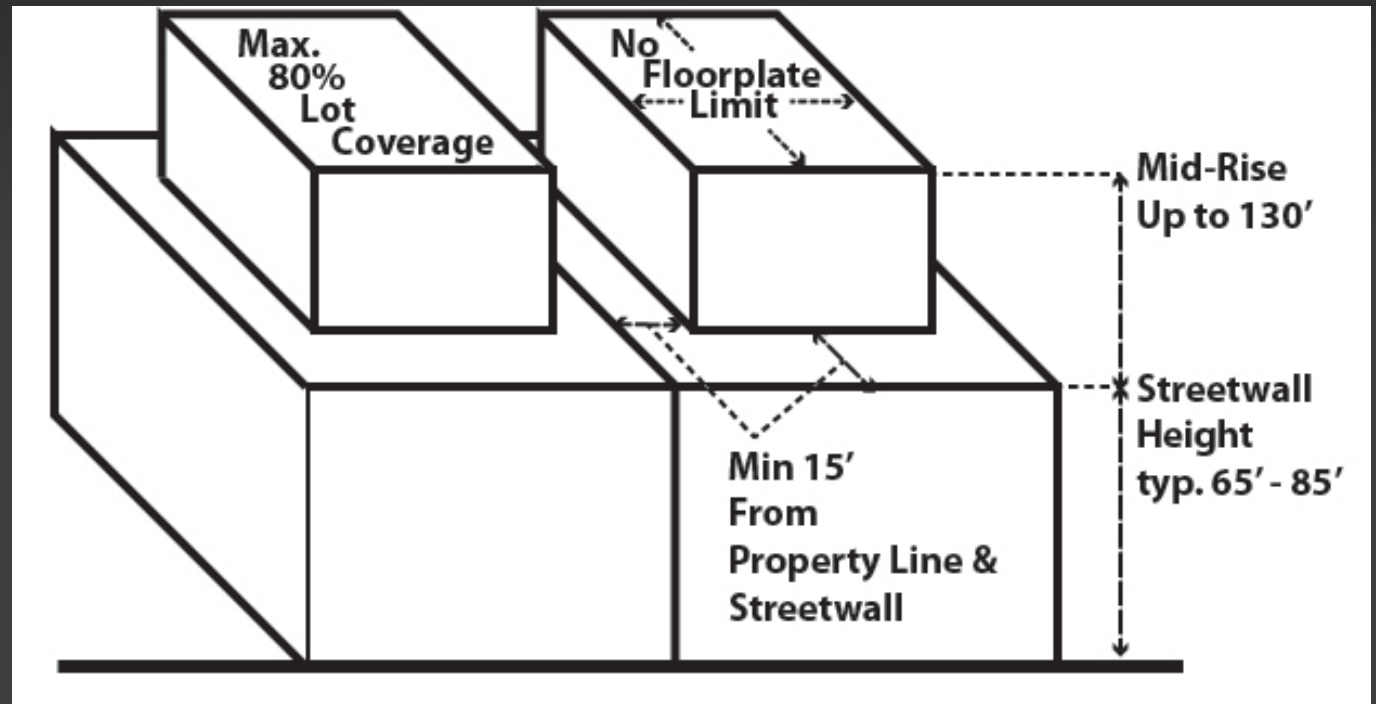 Max.
80%
Lot
Coverage
No
Floorplate
Limit
Mid-Rise
Up to 130′
Streetwall
Height
typ. 65′ - 85′
Min 15′
From
Property Line &
Streetwall